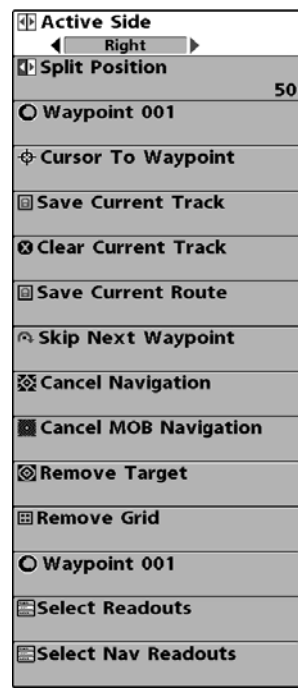 Active Side
Right
Split Position
50
Waypoint 001
Cursor To Waypoint
Save Current Track
Clear Current Track
Save Current Route
Skip Next Waypoint
Cancel Navigation
Cancel MOB Navigation
Remove Target
Remove Grid
Waypoint 001
Select Readouts
Select Nav Readouts